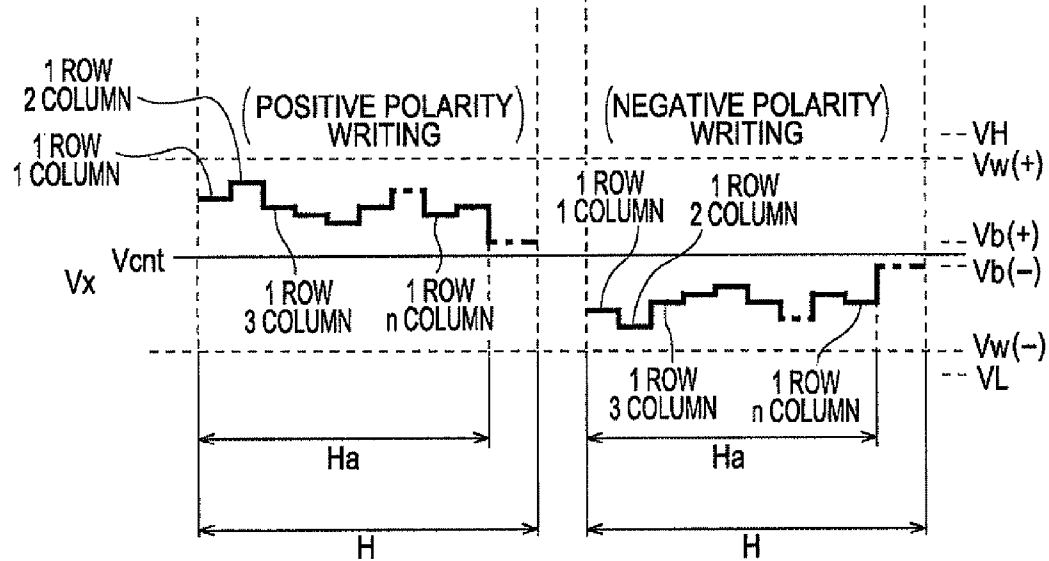 1 ROW
2 COLUMN
1 ROW
1 COLUMN
(POSITIVE POLARITY
WRITING)
(NEGATIVE POLARITY
WRITING)
VH
Vw(+)
1 ROW
1 COLUMN
1 ROW
2 COLUMN
Vb(+)
Vcnt
Vx
Vb(−)
1 ROW
3 COLUMN
1 ROW
n COLUMN
Vw(−)
VL
1 ROW
3 COLUMN
1 ROW
n COLUMN
Ha
Ha
H
H